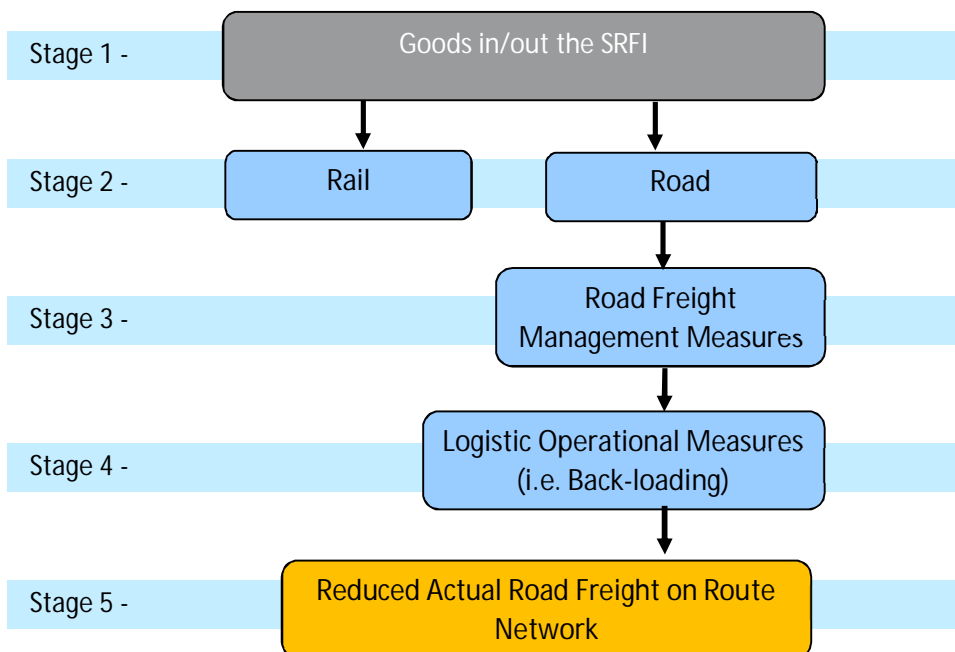 Stage 1 -
Goods in/out the SRFI
Stage 2 -
Rail
Road
Stage 3 -
Road Freight
Management Measures
Stage 4 -
Logistic Operational Measures
(i.e. Back-loading)
Stage 5 -
Reduced Actual Road Freight on Route
Network